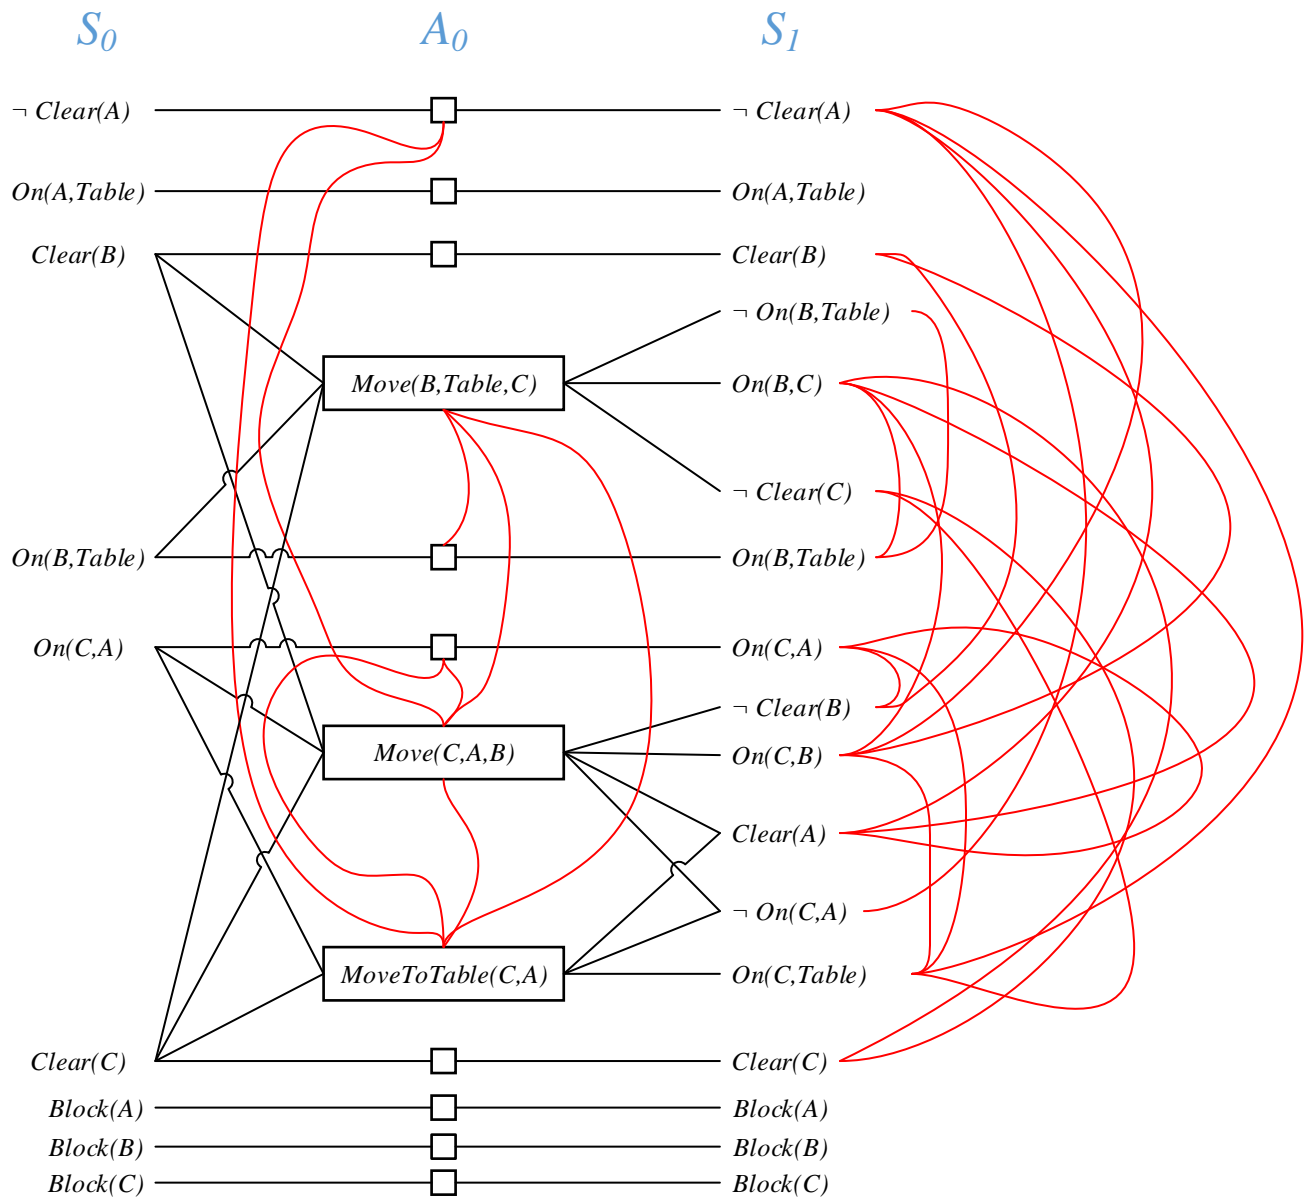 S0 A0 S1
¬ Clear(A) ¬ Clear(A)
On(A,Table) On(A,Table)
Clear(B) Clear(B)
¬ On(B,Table)
Move(B,Table,C) On(B,C)
¬ Clear(C)
On(B,Table) On(B,Table)
On(C,A) On(C,A)
¬ Clear(B)
Move(C,A,B) On(C,B)
Clear(A)
¬ On(C,A)
MoveToTable(C,A) On(C,Table)
Clear(C) Clear(C)
Block(A) Block(A)
Block(B) Block(B)
Block(C) Block(C)